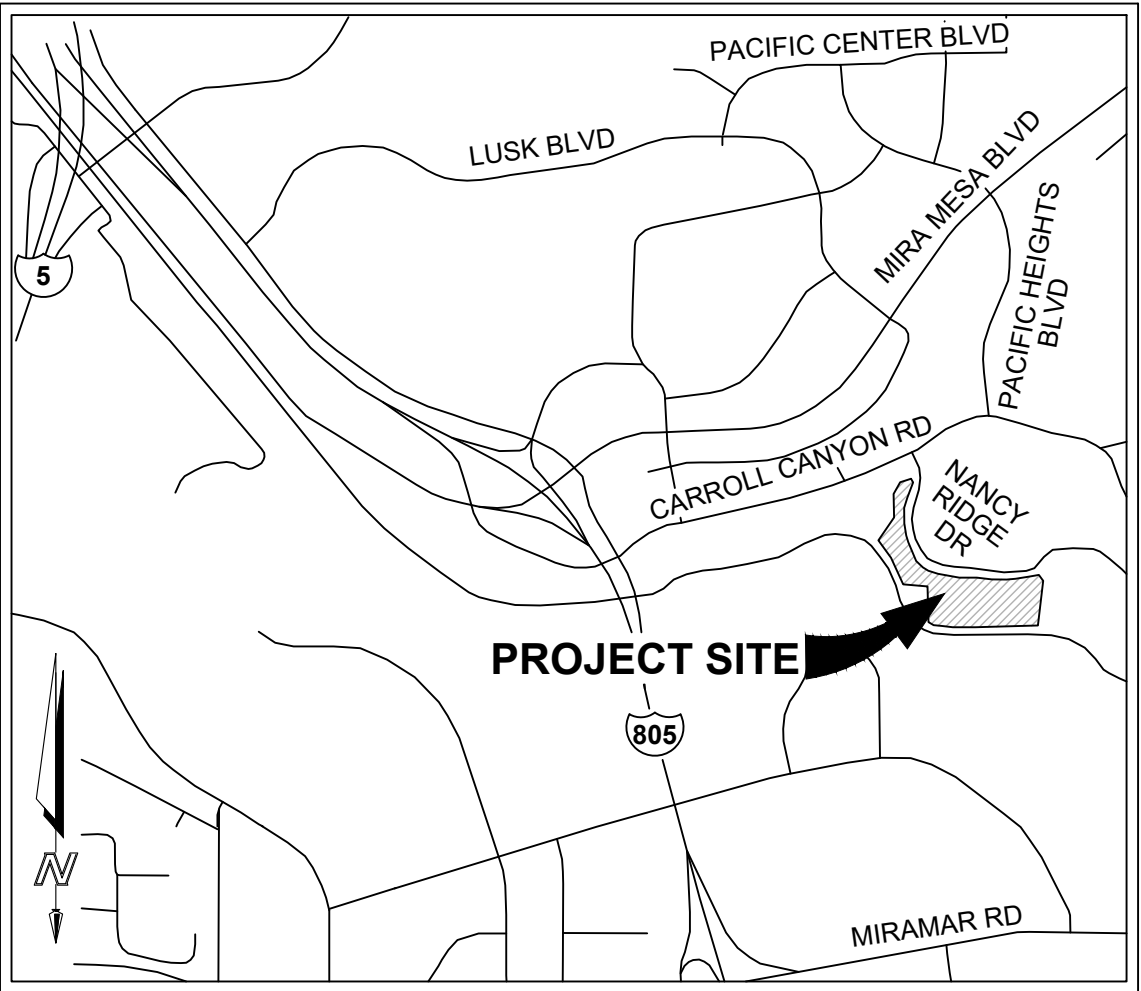 PACIFIC CENTER BLVD
LUSK BLVD
MIRA MESA BLVD
5
PACIFIC HEIGHTS
BLVD
CARROLL CANYON RD
NANCY
RIDGE
DR
PROJECT SITE
805
N
MIRAMAR RD